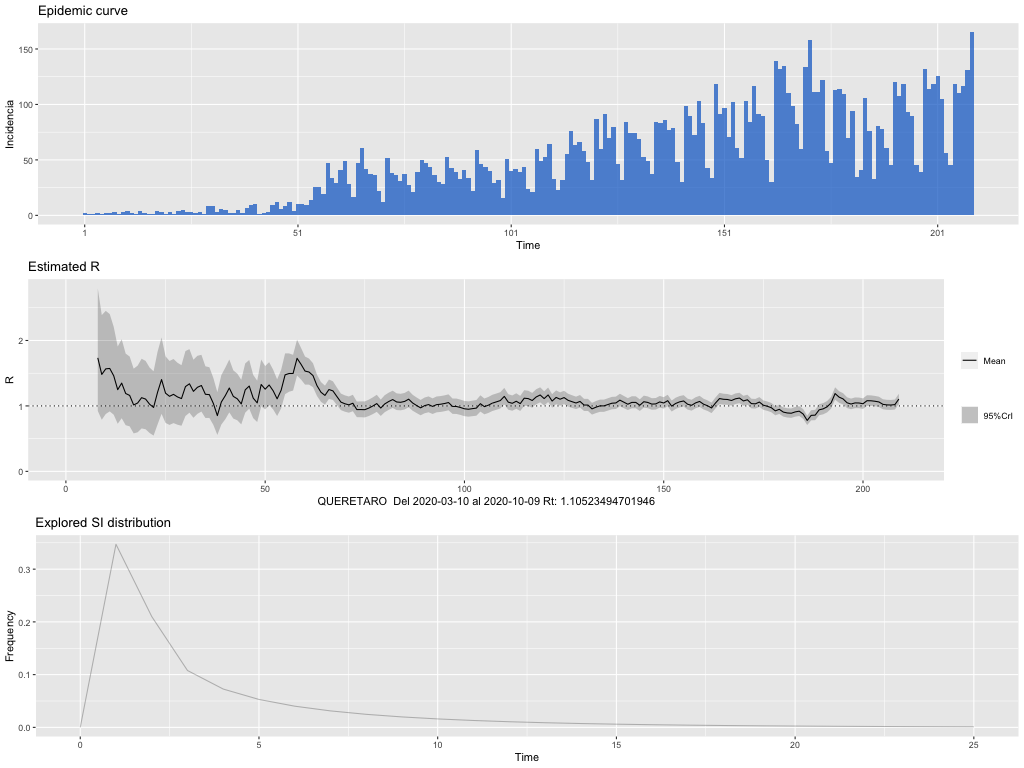 Epidemic curve
Incidencia
150
100
50
0
1 51 101 151 201
Time
Estimated R
R
2
1
0
0 50 100 150 200
Mean
95%CrI
QUERETARO Del 2020-03-10 al 2020-10-09 Rt: 1.10523494701946
Explored SI distribution
Frequency
0.3
0.2
0.1
0.0
0 5 10 15 20 25
Time